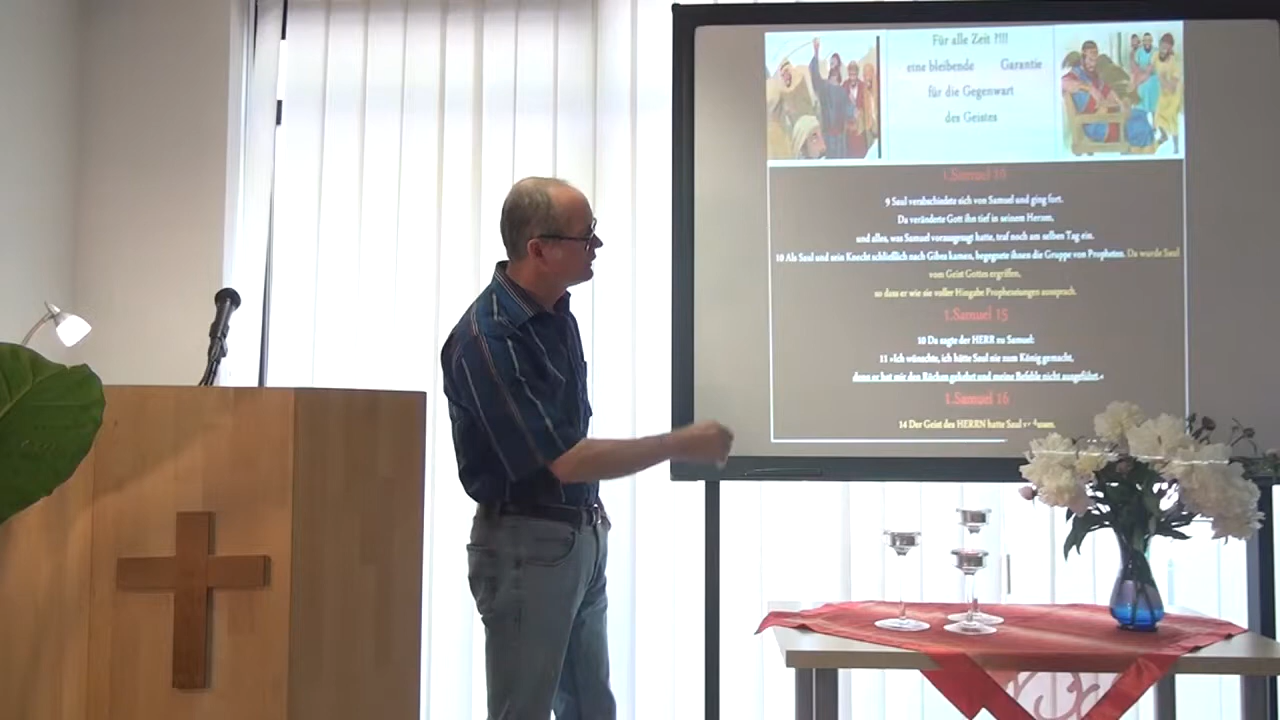 Für alle Zeit ?!!!
eine bleibende Garantie
für die Gegenwart
des Geistes
1.Samuel 10
9 Saul verabschiedete sich von Samuel und ging fort.
Da veränderte Gott ihn tief in seinem Herzen,
und alles, was Samuel vorausgesagt hatte, traf noch am selben Tag ein.
10 Als Saul und sein Knecht schließlich nach Gibea kamen, begegnete ihnen die Gruppe von Propheten. Da wurde Saul
vom Geist Gottes ergriffen,
so dass er wie sie voller Hingabe Prophezeiungen aussprach.
1.Samuel 15
10 Da sagte der HERR zu Samuel:
11 »Ich wünschte, ich hätte Saul nie zum König gemacht,
denn er hat mir den Rücken gekehrt und meine Befehle nicht ausgeführt.«
1.Samuel 16
14 Der Geist des HERRN hatte Saul